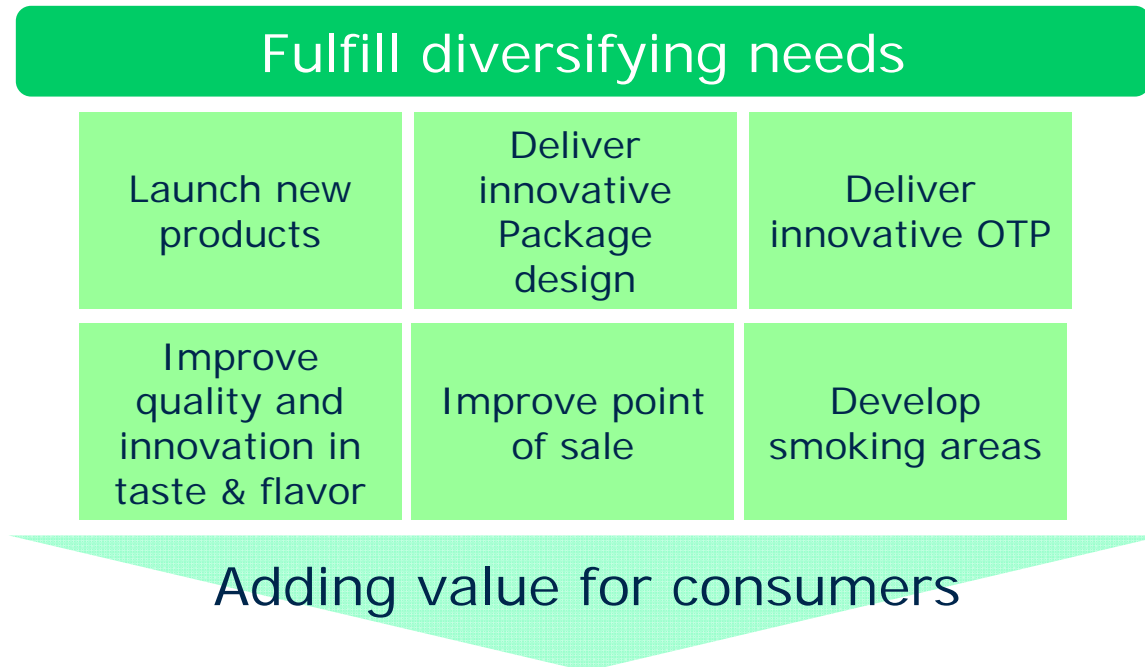 Fulfill diversifying needs
Launch new
products
Deliver
innovative
Package
design
Deliver
innovative OTP
Improve
quality and
innovation in
taste & flavor
Improve point
of sale
Develop
smoking areas
Adding value for consumers